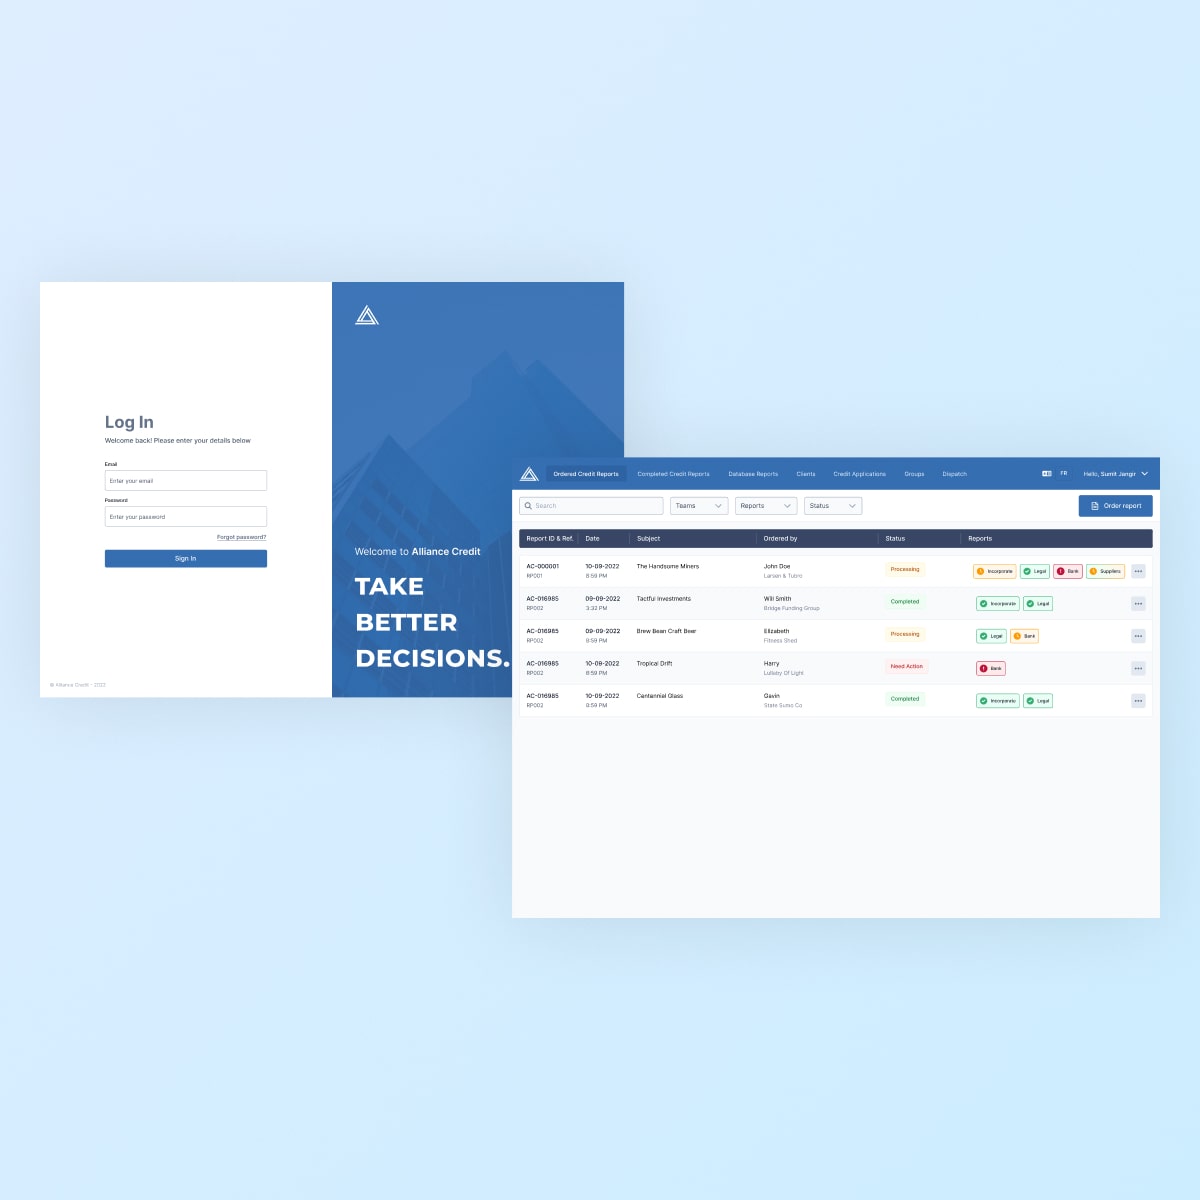 Log In
Welcome back! Please enter your details below
Email
Enter your email
Password
Enter your password
Forgot password?
Sign In
© Alliance Credit - 2022
Welcome to Alliance Credit
TAKE
BETTER
DECISIONS.
Ordered Credit Reports Completed Credit Reports Database Reports Clients Credit Applications Groups Dispatch FR Hello, Sumit Jangir
Search Teams Reports Status Order report
Report ID & Ref. Date Subject Ordered by Status Reports
AC-000001 10-09-2022 The Handsome Miners John Doe Processing Incorporate Legal Bank Suppliers
RP001 8:59 PM Larsen & Tubro
AC-016985 09-09-2022 Tactful Investments Will Smith Completed Incorporate Legal
RP002 3:32 PM Bridge Funding Group
AC-016985 09-09-2022 Brew Bean Craft Beer Elizabeth Processing Legal Bank
RP002 8:59 PM Fitness Shed
AC-016985 10-09-2022 Tropical Drift Harry Need Action Bank
RP002 8:59 PM Lullaby Of Light
AC-016985 10-09-2022 Centannial Glass Gavin Completed Incorporate Legal
RP002 8:59 PM State Sumo Co